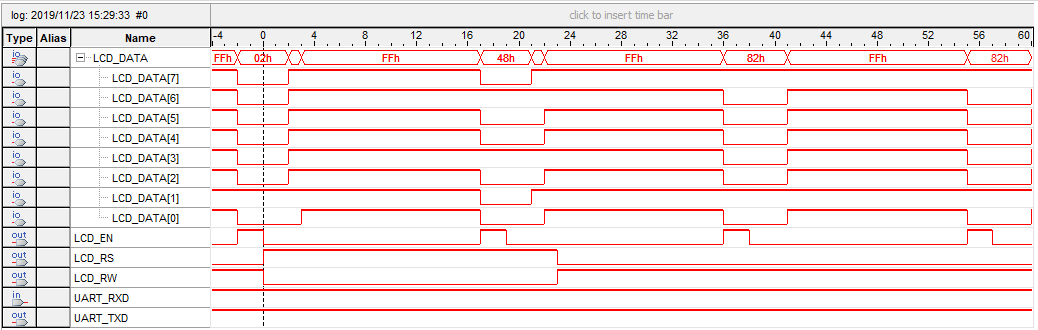 log: 2019/11/23 15:29:33 #0 click to insert time bar
Type Alias Name -4 0 4 8 12 16 20 24 28 32 36 40 44 48 52 56 60
io LCD_DATA FFh 02h FFh 48h FFh 82h FFh 82h
io LCD_DATA[7]
io LCD_DATA[6]
io LCD_DATA[5]
io LCD_DATA[4]
io LCD_DATA[3]
io LCD_DATA[2]
io LCD_DATA[1]
io LCD_DATA[0]
out LCD_EN
out LCD_RS
out LCD_RW
in UART_RXD
out UART_TXD